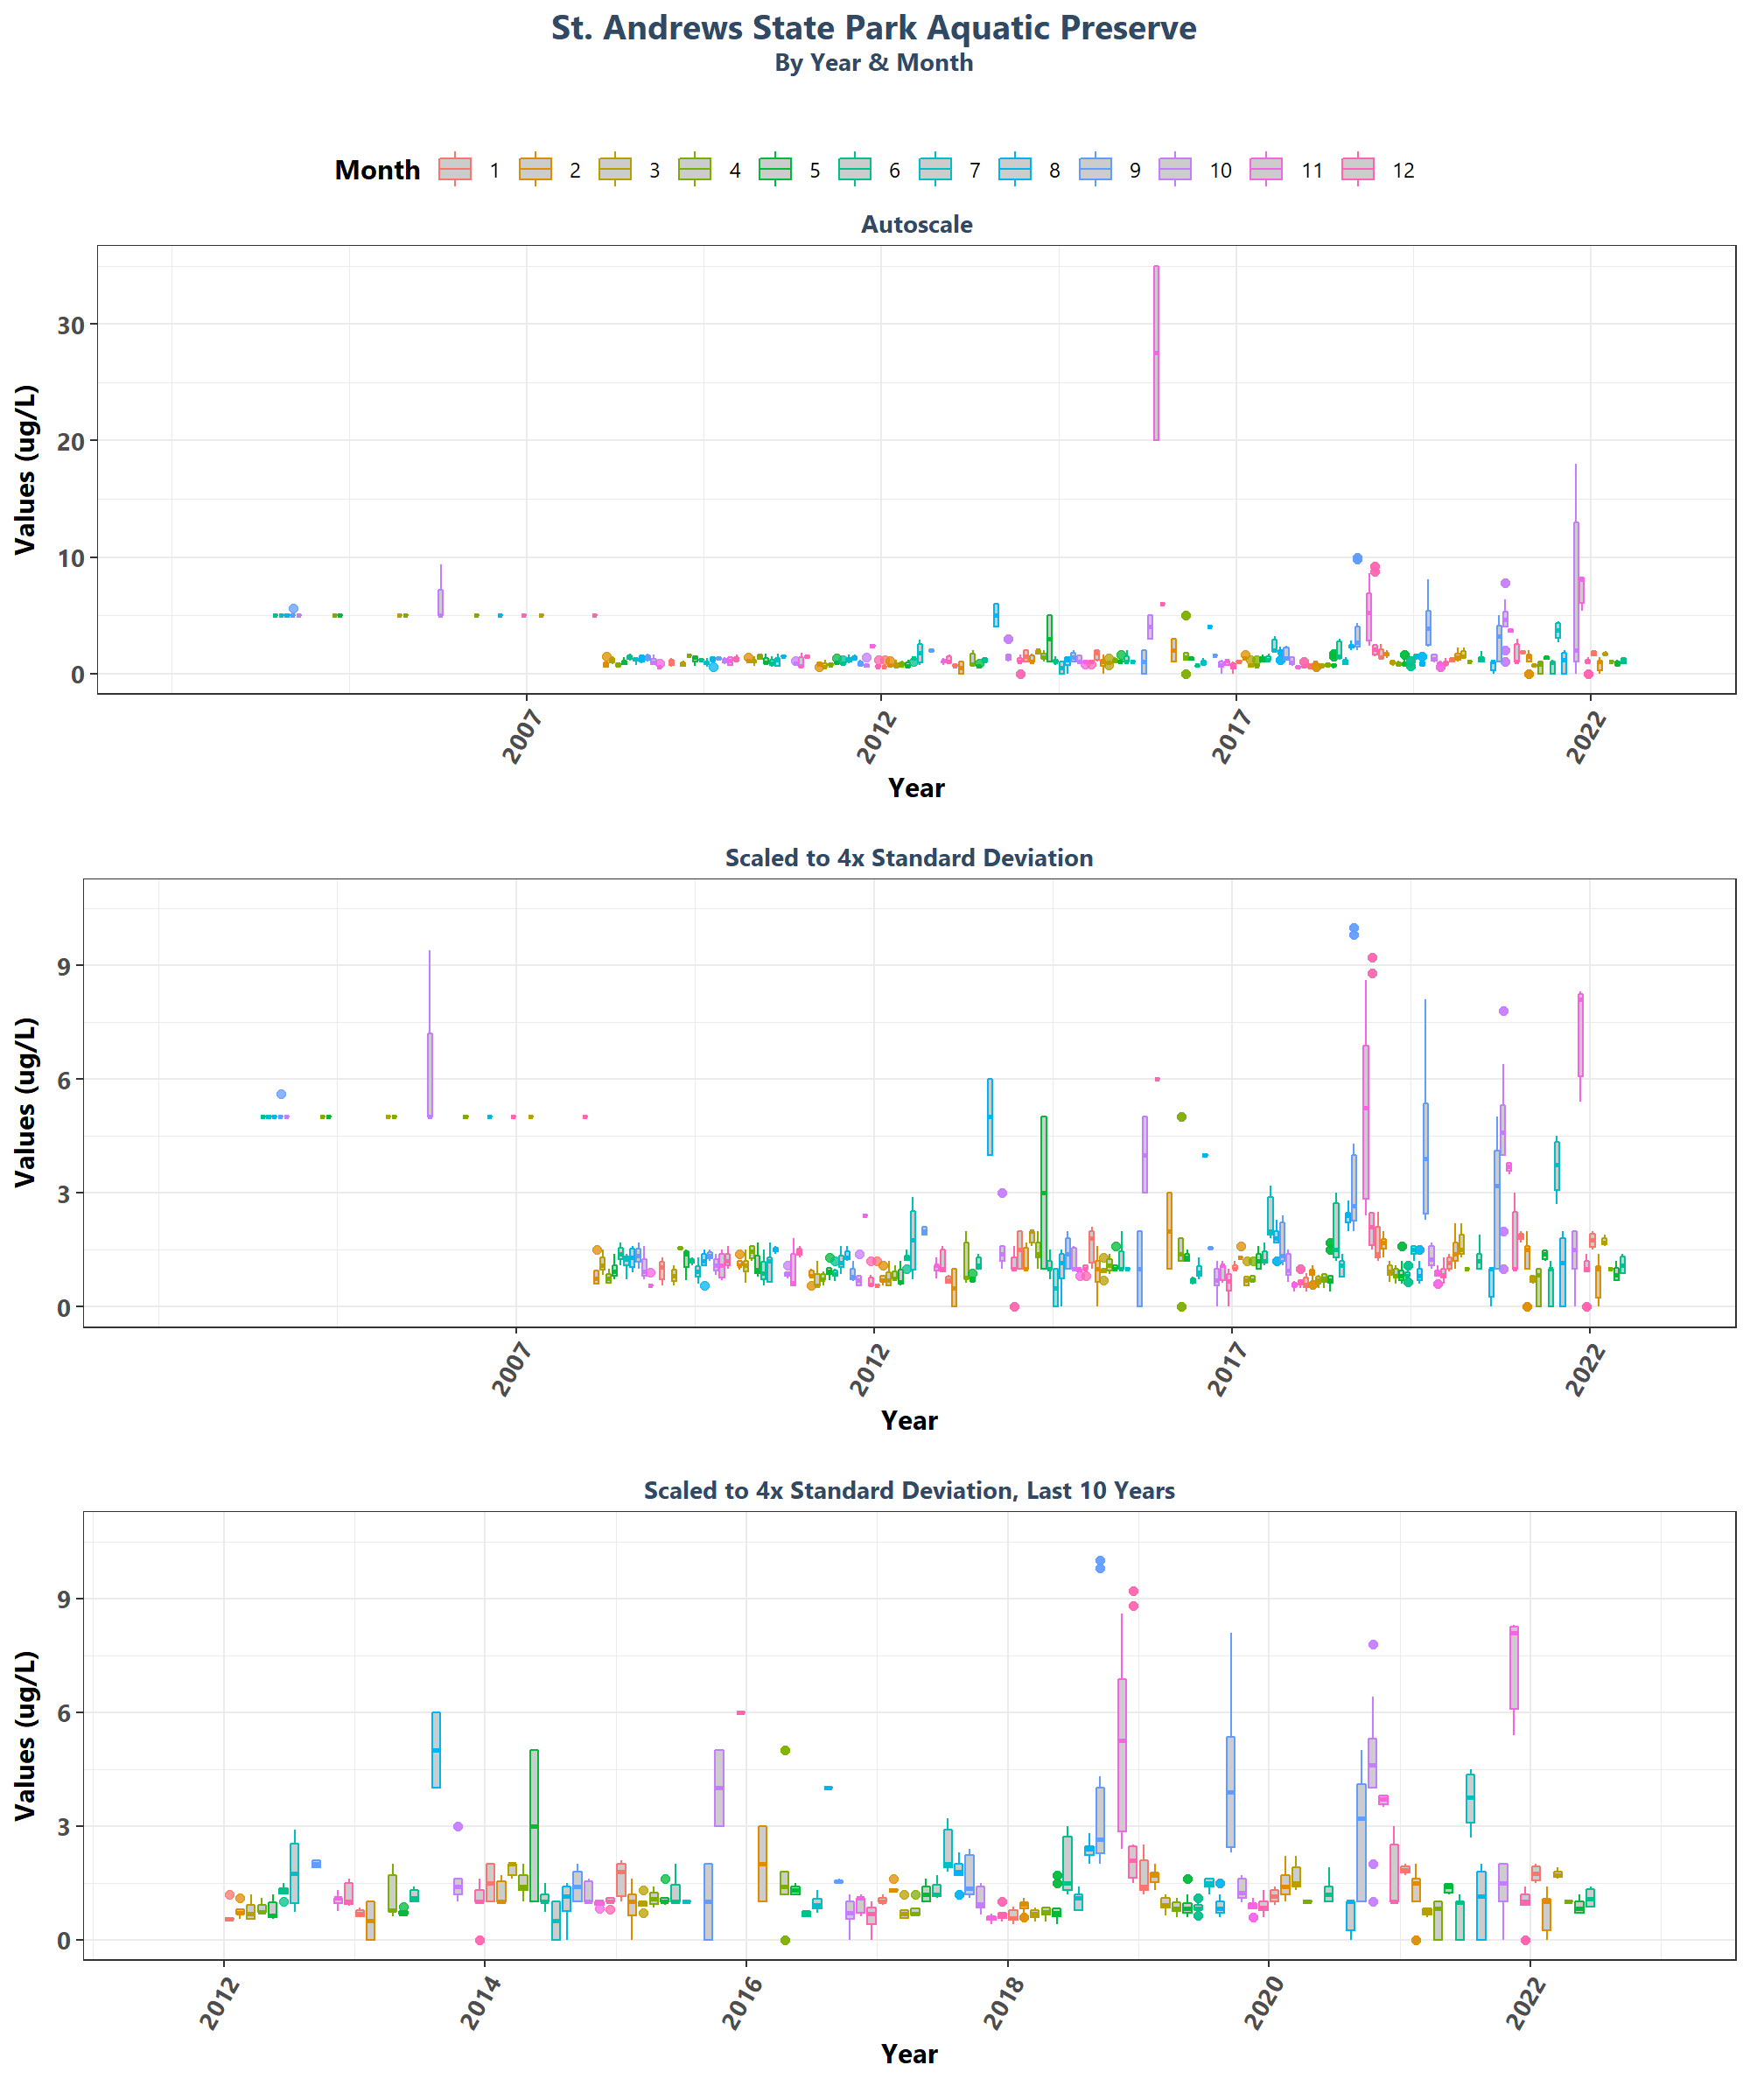 St. Andrews State Park Aquatic Preserve
By Year & Month
Month 1 2 3 4 5 6 7 8 9 10 11 12
Autoscale
Values (ug/L)
30
20
10
0
2007 2012 2017 2022
Year
Scaled to 4x Standard Deviation
Values (ug/L)
9
6
3
0
2007 2012 2017 2022
Year
Scaled to 4x Standard Deviation, Last 10 Years
Values (ug/L)
9
6
3
0
2012 2014 2016 2018 2020 2022
Year